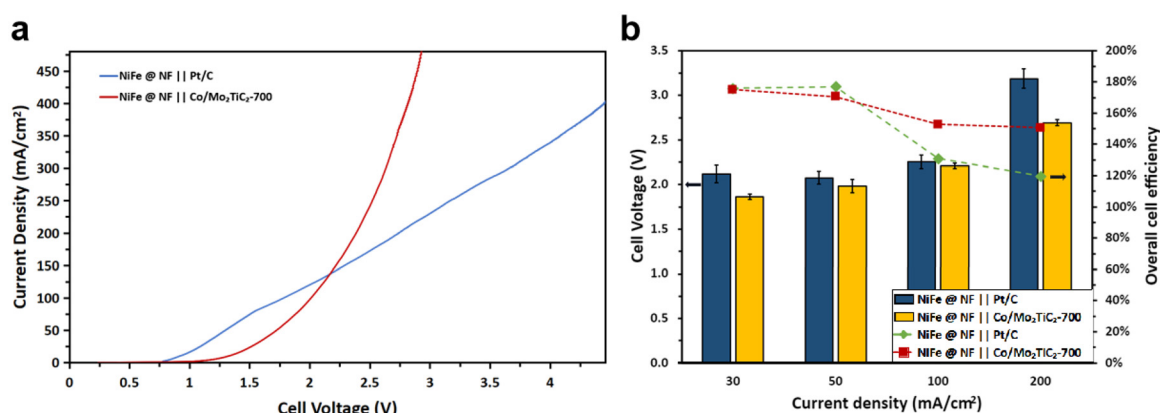 a
450
400
350
300
250
200
150
100
50
0
Current Density (mA/cm²)
NiFe @ NF || Pt/C
NiFe @ NF || Co/Mo₂TiC₂-700
0 0.5 1 1.5 2 2.5 3 3.5 4
Cell Voltage (V)
b
3.5
3.0
2.5
2.0
1.5
1.0
0.5
0.0
Cell Voltage (V)
200%
180%
160%
140%
120%
100%
80%
60%
40%
20%
0%
Overall cell efficiency
NiFe @ NF || Pt/C
NiFe @ NF || Co/Mo₂TiC₂-700
NiFe @ NF || Pt/C
NiFe @ NF || Co/Mo₂TiC₂-700
30 50 100 200
Current density (mA/cm²)